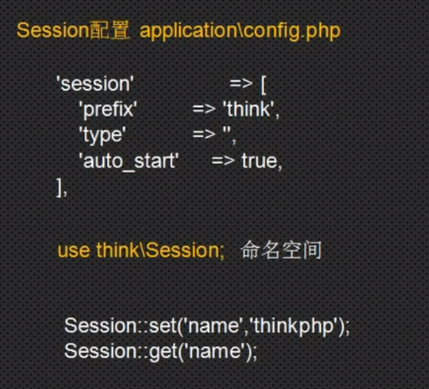 Session配置 application\config.php
'session' => [
'prefix' => 'think',
'type' => '',
'auto_start' => true,
],
use think\Session; 命名空间
Session::set('name','thinkphp');
Session::get('name');